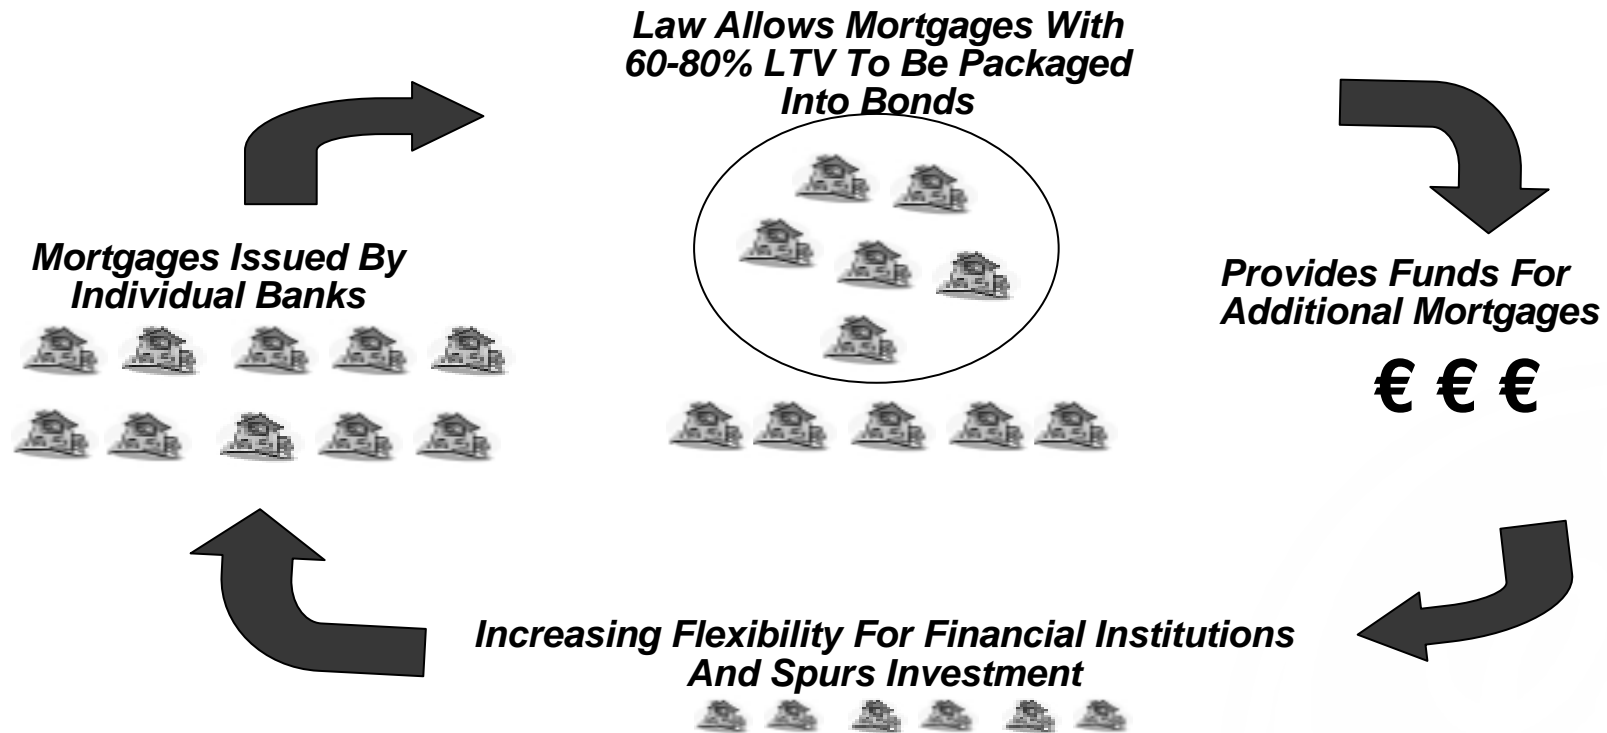 Law Allows Mortgages With
60-80% LTV To Be Packaged
Into Bonds
Mortgages Issued By
Individual Banks
Provides Funds For
Additional Mortgages
€ € €
Increasing Flexibility For Financial Institutions
And Spurs Investment